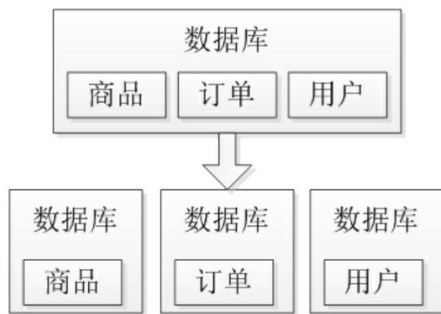 数据库
商品 订单 用户
数据库 数据库 数据库
商品 订单 用户